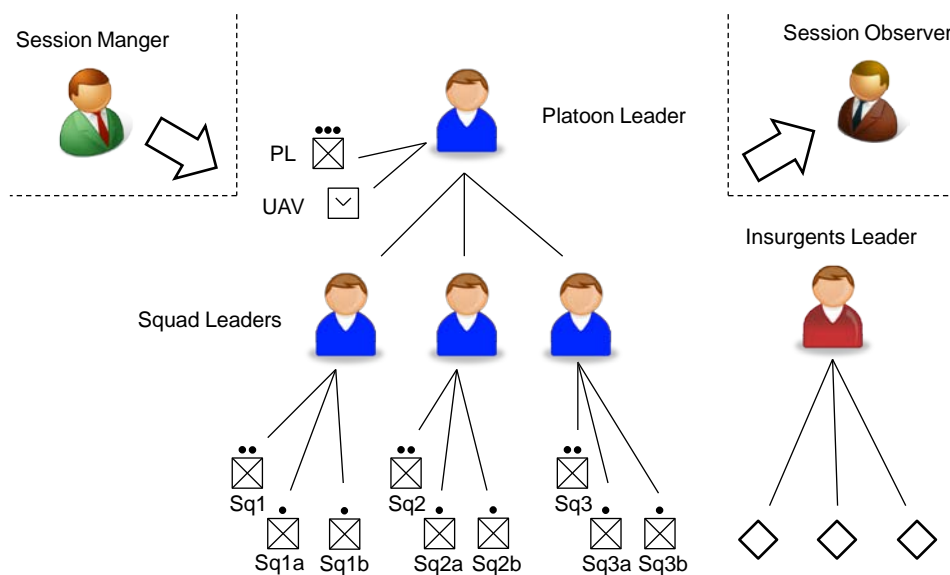 Session Manger
Session Observer
Platoon Leader
PL
UAV
Insurgents Leader
Squad Leaders
Sq1
Sq2
Sq3
Sq1a
Sq1b
Sq2a
Sq2b
Sq3a
Sq3b